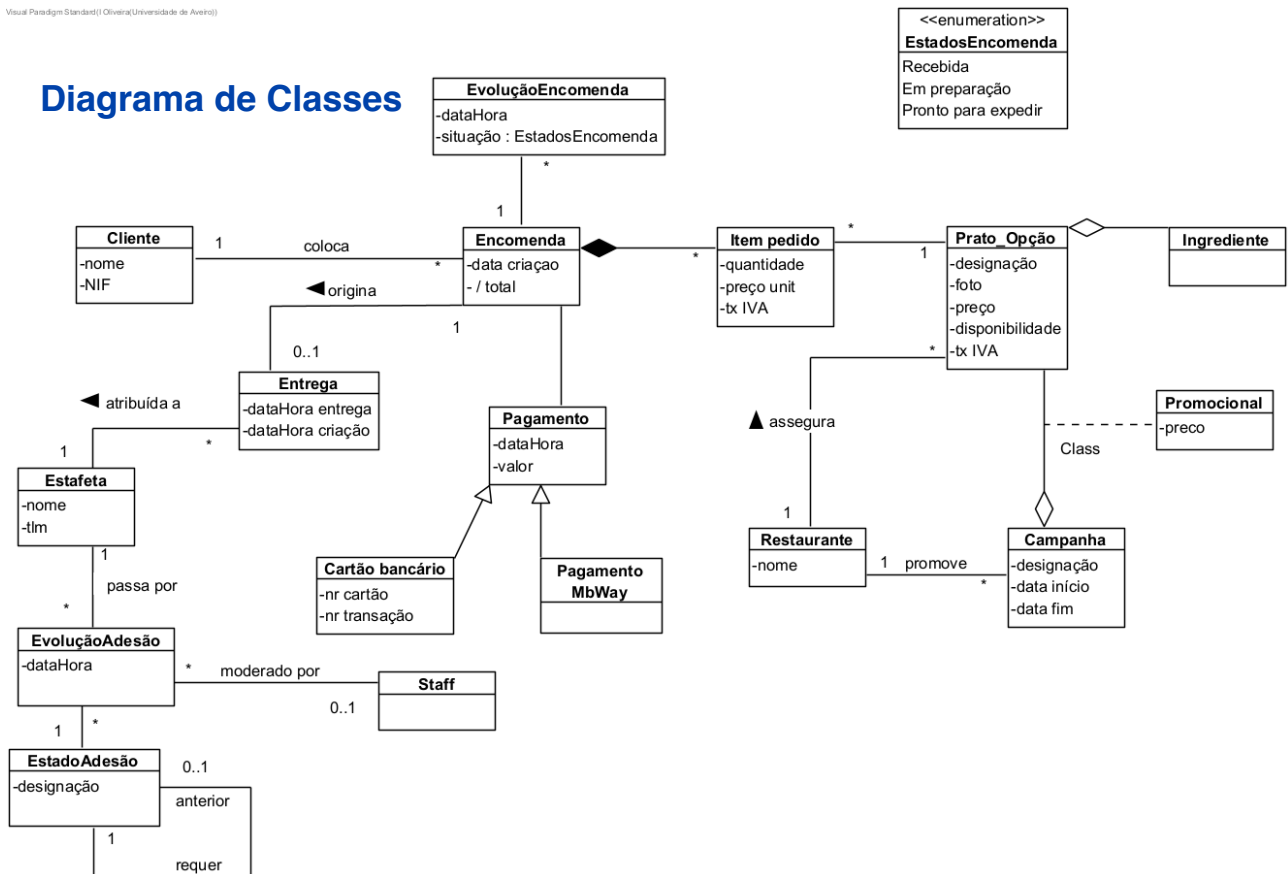 Visual Paradigm Standard(I Oliveira(Universidade de Aveiro))
Diagrama de Classes
<<enumeration>>
EstadosEncomenda
Recebida
Em preparação
Pronto para expedir
EvoluçãoEncomenda
-dataHora
-situação : EstadosEncomenda
*
1
Cliente
-nome
-NIF
1
coloca
*
Encomenda
-data criaçao
- / total
*
Item pedido
-quantidade
-preço unit
-tx IVA
*
1
Prato_Opção
-designação
-foto
-preço
-disponibilidade
-tx IVA
Ingrediente
origina
1
0..1
Entrega
-dataHora entrega
-dataHora criação
atribuída a
*
1
Estafeta
-nome
-tlm
Pagamento
-dataHora
-valor
Cartão bancário
-nr cartão
-nr transação
Pagamento
MbWay
*
assegura
1
Restaurante
-nome
1
promove
*
Campanha
-designação
-data início
-data fim
Class
Promocional
-preco
1
passa por
*
EvoluçãoAdesão
-dataHora
*
moderado por
0..1
Staff
*
1
EstadoAdesão
-designação
0..1
anterior
1
requer